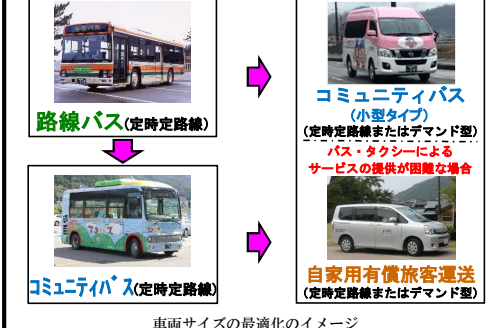 路線バス(定時定路線)
コミュニティバス(定時定路線)
コミュニティバス
(小型タイプ)
(定時定路線またはデマンド型)
バス・タクシーによる
サービスの提供が困難な場合
自家用有償旅客運送
(定時定路線またはデマンド型)
車両サイズの最適化のイメージ